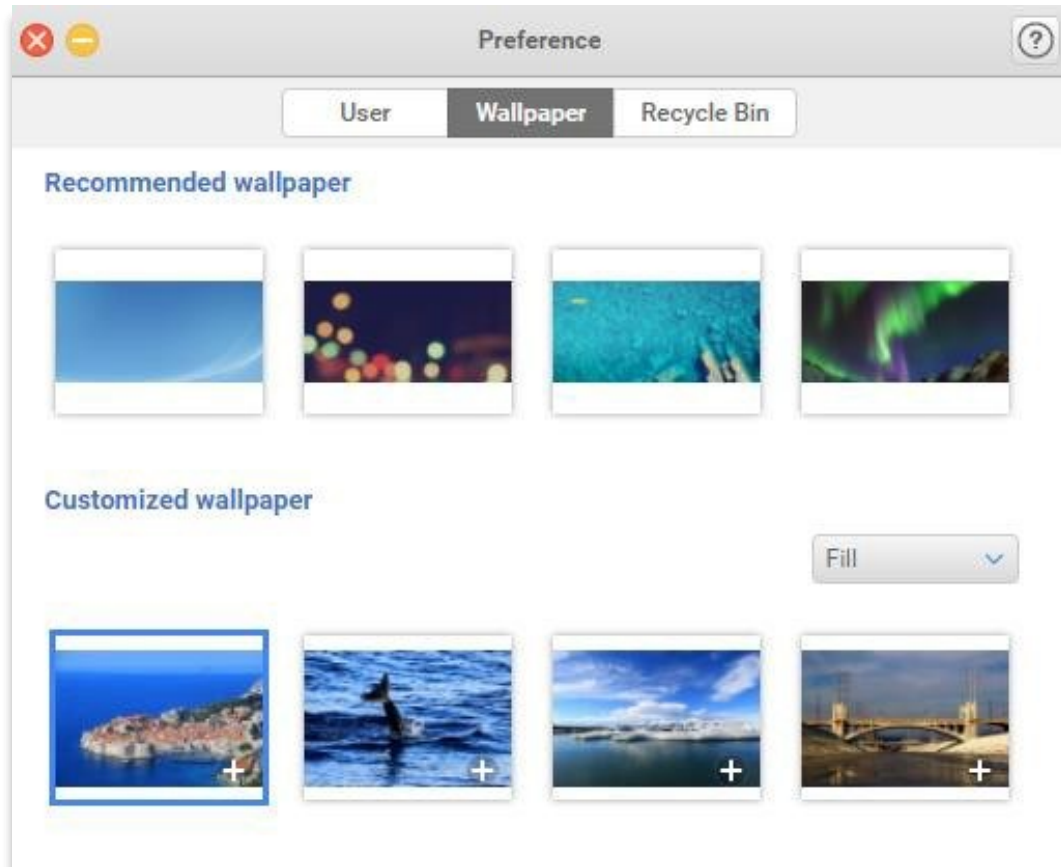 Preference
?
User Wallpaper Recycle Bin
Recommended wallpaper
Customized wallpaper
Fill
+ + + +